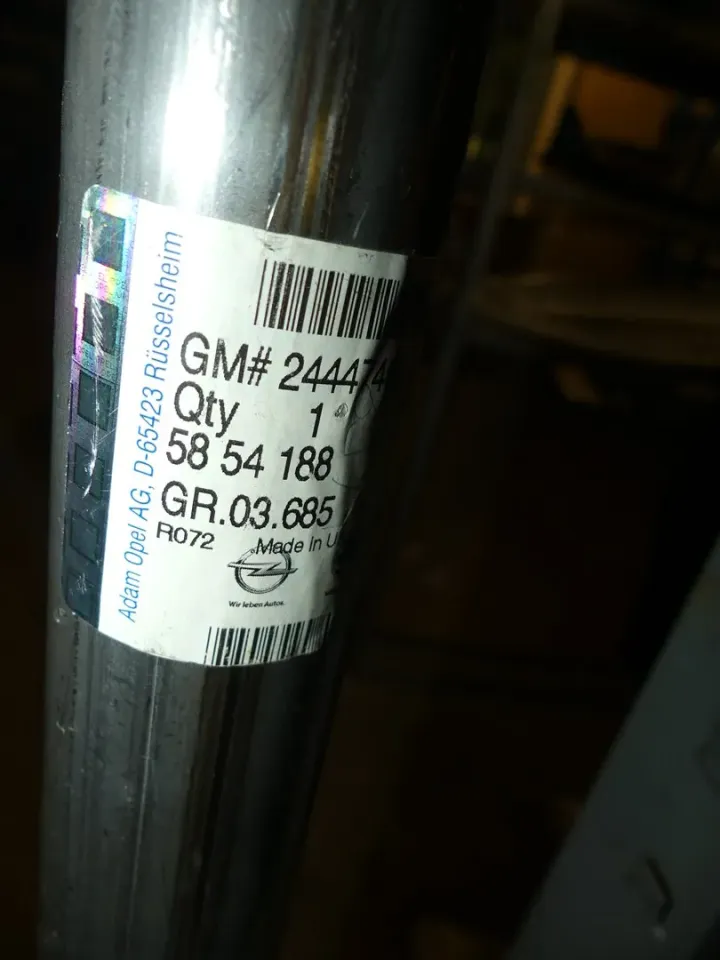 Adam Opel AG, D-65423 Rüsselsheim
GM# 24447
Qty 1
58 54 188
GR.03.685
R072 Made In
Wir leben Autos.